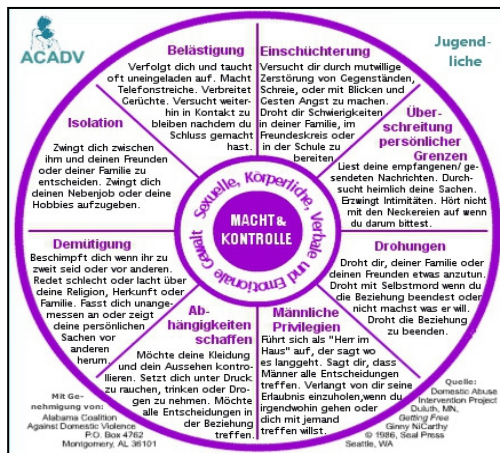 ACADV
Jugend-
liche
Belästigung
Verfolgt dich und taucht
oft uneingeladen auf. Macht
Telefonstreiche. Verbreitet
Gerüchte. Versucht weiter-
hin in Kontakt zu
bleiben nachdem du
Schluss gemacht
hast.
Einschüchterung
Versucht dir durch mutwillige
Zerstörung von Gegenständen,
Schreie, oder mit Blicken und
Gesten Angst zu machen.
Droht dir Schwierigkeiten
in deiner Familie, im
Freundeskreis oder
in der Schule zu
bereiten.
Isolation
Zwingt dich zwischen
ihm und deinen Freunden
oder deiner Familie zu
entscheiden. Zwingt dich
deinen Nebenjob oder deine
Hobbies aufzugeben.
Über-
schreitung
persönlicher
Grenzen
Liest deine empfangenen/ ge-
sendeten Nachrichten. Durch-
sucht heimlich deine Sachen.
Erzwingt Intimitäten. Hört nicht
mit den Neckereien auf wenn
du darum bittest.
Sexuelle, Körperliche, Verbale und Emotionale Gewalt
MACHT&
KONTROLLE
Demütigung
Beschimpft dich wenn ihr zu
zweit seid oder vor anderen.
Redet schlecht oder lacht über
deine Religion, Herkunft oder
Familie. Fasst dich unange-
messen an oder zeigt
deine persönlichen
Sachen vor
anderen
herum.
Drohungen
Droht dir, deiner Familie oder
deinen Freunden etwas anzutun.
Droht mit Selbstmord wenn du
die Beziehung beendest oder
nicht machst was er will.
Droht die Beziehung
zu beenden.
Ab-
hängigkeiten
schaffen
Möchte deine Kleidung
und dein Aussehen kontrol-
lieren. Setzt dich unter Druck
zu rauchen, trinken oder Dro-
gen zu nehmen. Möchte
alle Entscheidungen in
der Beziehung
treffen.
Männliche
Privilegien
Führt sich als "Herr im
Haus" auf, der sagt wo
es langgeht. Sagt dir, dass
Männer alle Entscheidungen
treffen. Verlangt von dir seine
Erlaubnis einzuholen,wenn du
irgendwohin gehen oder
dich mit jemand
treffen willst.
Mit Ge-
nehmigung von:
Alabama Coalition
Against Domestic Violence
P.O. Box 4762
Montgomery, AL 36101
Quelle:
Domestic Abuse
Intervention Project
Duluth, MN,
Getting Free
Ginny NiCarthy
© 1986, Seal Press
Seattle, WA